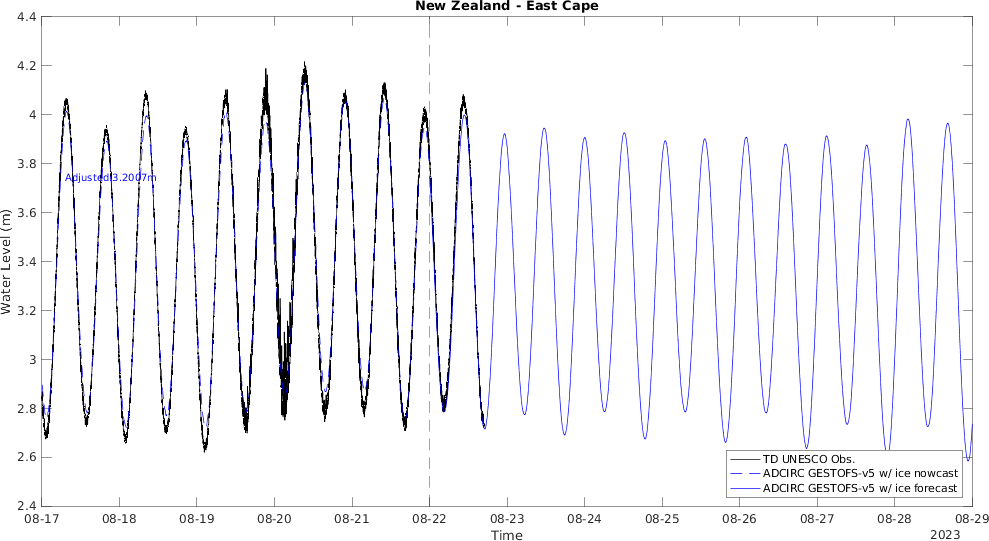 New Zealand - East Cape
4.4
4.2
4
3.8
3.6
3.4
3.2
3
2.8
2.6
2.4
Water Level (m)
Adjusted 3.2007m
08-17 08-18 08-19 08-20 08-21 08-22 08-23 08-24 08-25 08-26 08-27 08-28 08-29
Time
2023
TD UNESCO Obs.
ADCIRC GESTOFS-v5 w/ ice nowcast
ADCIRC GESTOFS-v5 w/ ice forecast